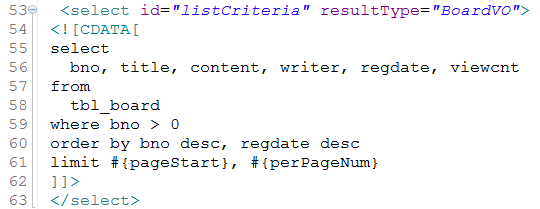 53 <select id="listCriteria" resultType="BoardVO">
54 <![CDATA[
55 select
56 bno, title, content, writer, regdate, viewcnt
57 from
58 tbl_board
59 where bno > 0
60 order by bno desc, regdate desc
61 limit #{pageStart}, #{perPageNum}
62 ]]>
63 </select>